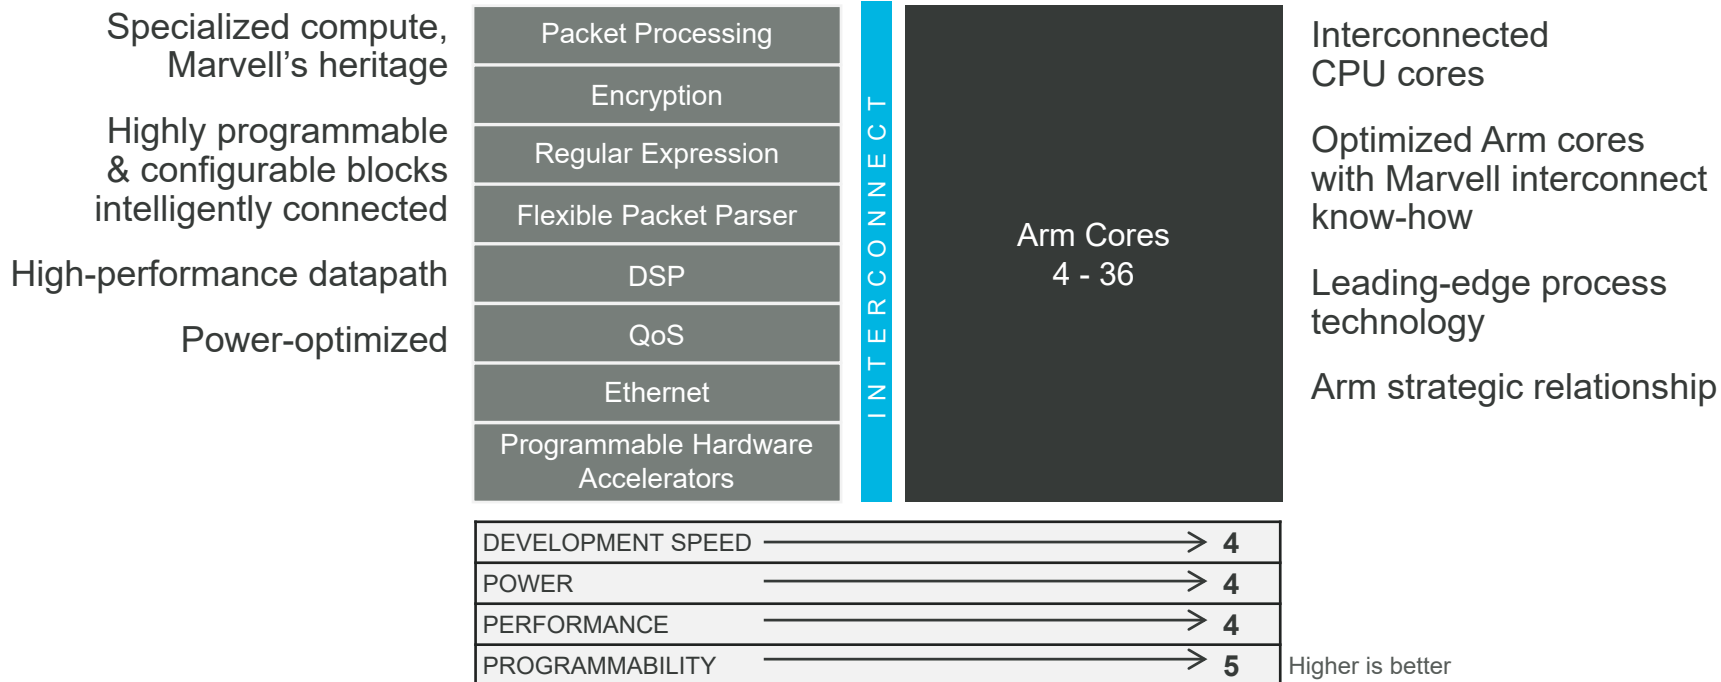 Specialized compute,
Marvell's heritage
Highly programmable
& configurable blocks
intelligently connected
High-performance datapath
Power-optimized
Packet Processing
Encryption
Regular Expression
Flexible Packet Parser
DSP
QoS
Ethernet
Programmable Hardware
Accelerators
INTERCONNECT
Arm Cores
4 - 36
Interconnected
CPU cores
Optimized Arm cores
with Marvell interconnect
know-how
Leading-edge process
technology
Arm strategic relationship
DEVELOPMENT SPEED 4
POWER 4
PERFORMANCE 4
PROGRAMMABILITY 5
Higher is better